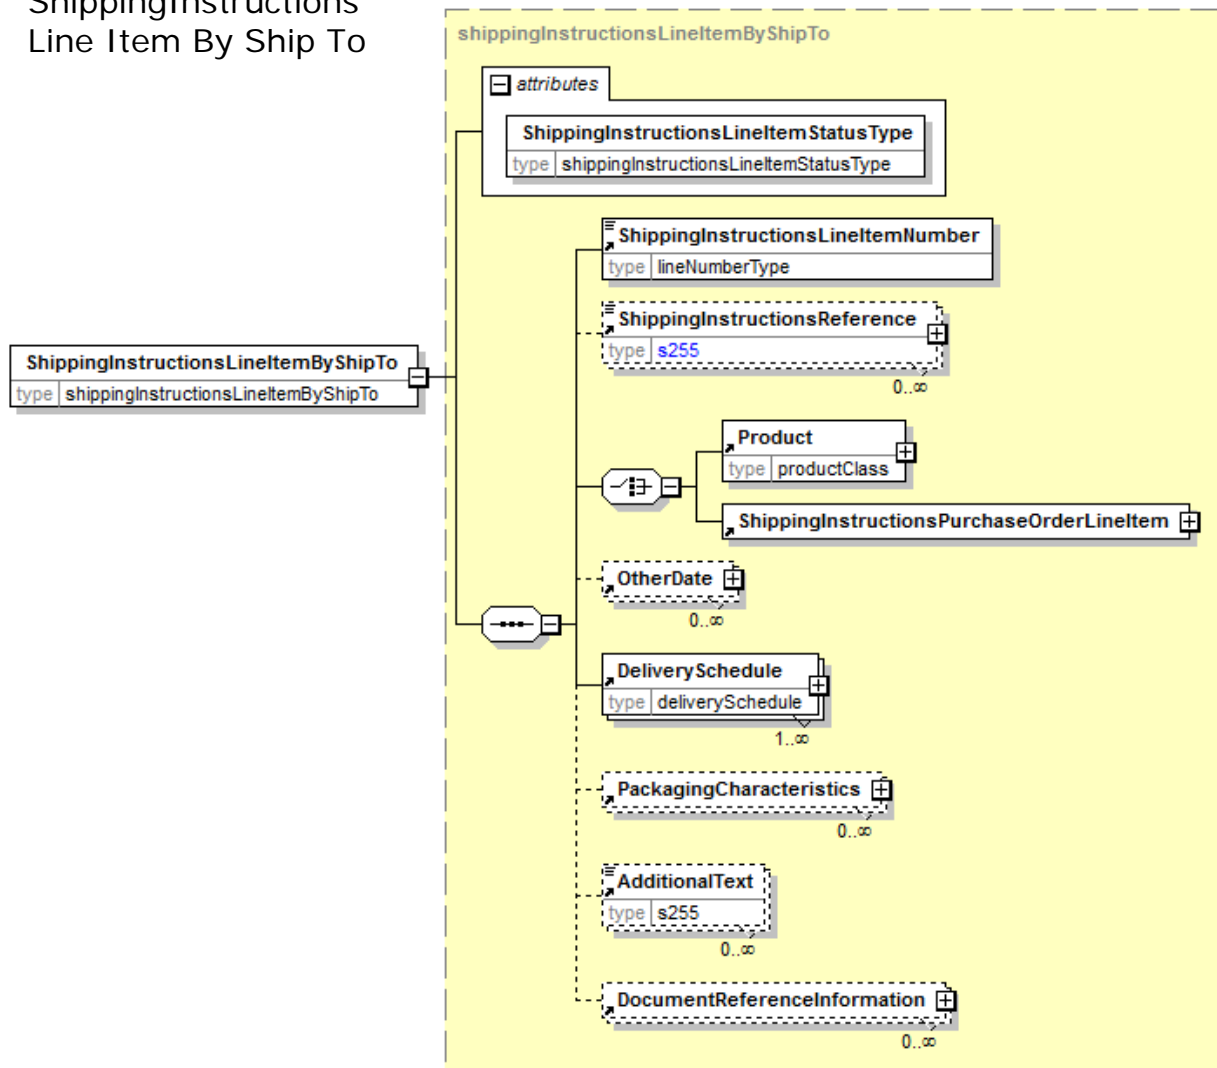 ShippingInstructions
Line Item By Ship To
shippingInstructionsLineItemByShipTo
attributes
ShippingInstructionsLineItemStatusType
type shippingInstructionsLineItemStatusType
ShippingInstructionsLineItemNumber
type lineNumberType
ShippingInstructionsReference
type s255
0..∞
ShippingInstructionsLineItemByShipTo
type shippingInstructionsLineItemByShipTo
Product
type productClass
ShippingInstructionsPurchaseOrderLineItem
OtherDate
0..∞
DeliverySchedule
type deliverySchedule
1..∞
PackagingCharacteristics
0..∞
AdditionalText
type s255
0..∞
DocumentReferenceInformation
0..∞